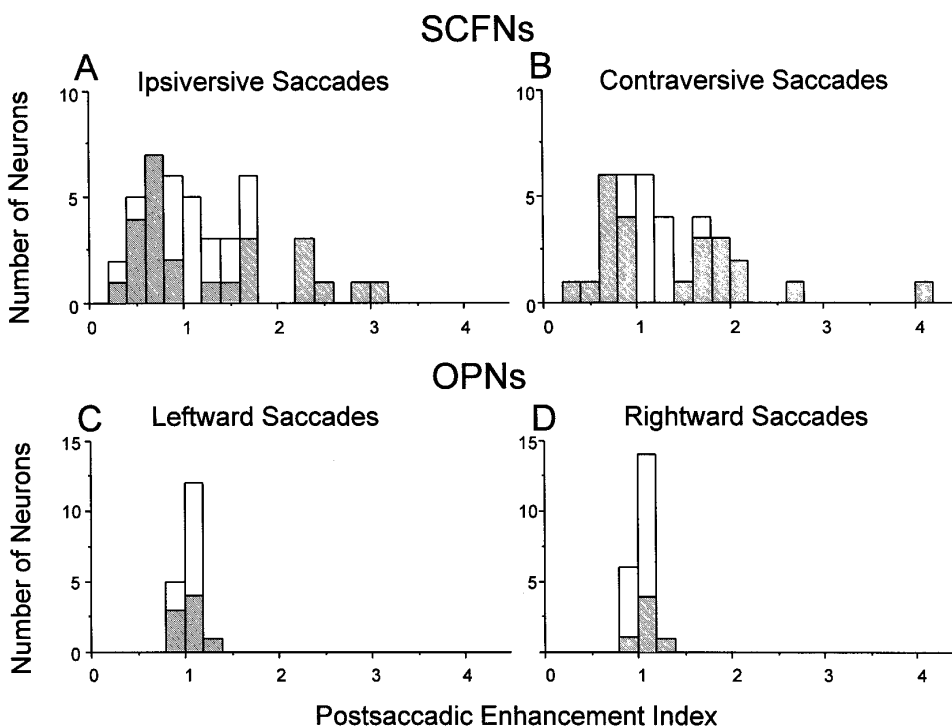 SCFNs
A
Ipsiversive Saccades
B
Contraversive Saccades
Number of Neurons
10
5
0
0 1 2 3 4
10
5
0
0 1 2 3 4
OPNs
C
Leftward Saccades
D
Rightward Saccades
Number of Neurons
15
10
5
0
0 1 2 3 4
15
10
5
0
0 1 2 3 4
Postsaccadic Enhancement Index